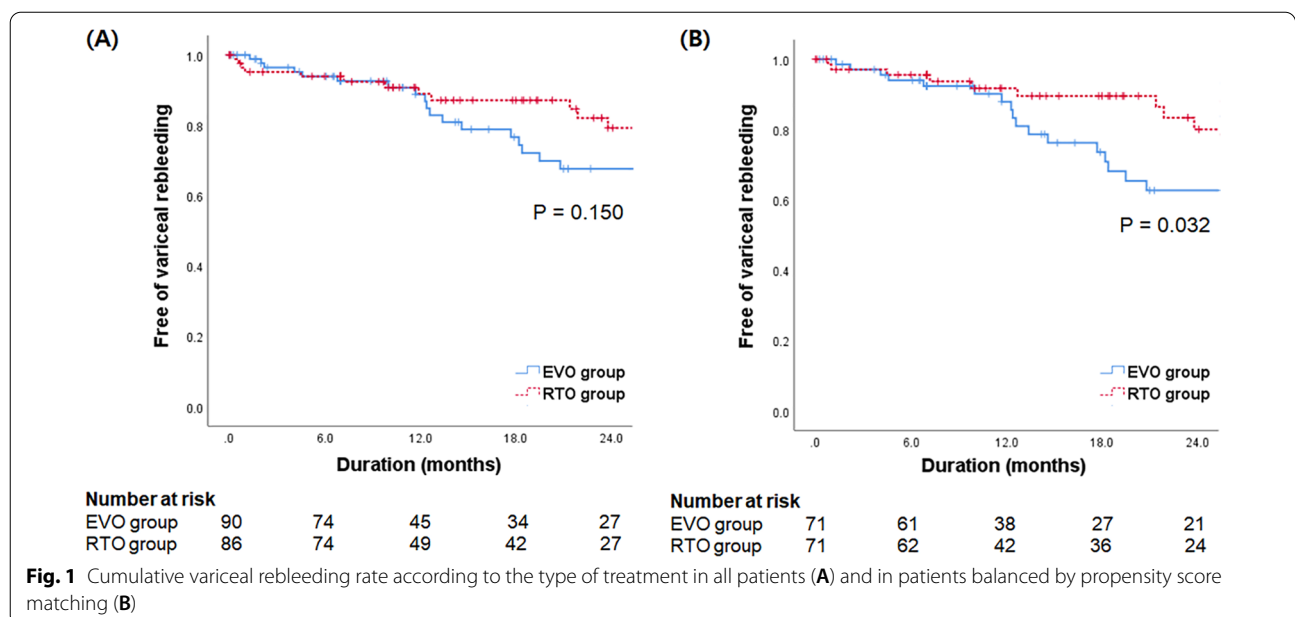 (A)
Free of variceal rebleeding
1.0
0.8
0.6
0.4
0.2
0.0
P = 0.150
EVO group
RTO group
.0 6.0 12.0 18.0 24.0
Duration (months)
Number at risk
EVO group 90 74 45 34 27
RTO group 86 74 49 42 27
(B)
Free of variceal rebleeding
1.0
0.8
0.6
0.4
0.2
0.0
P = 0.032
EVO group
RTO group
.0 6.0 12.0 18.0 24.0
Duration (months)
Number at risk
EVO group 71 61 38 27 21
RTO group 71 62 42 36 24
Fig. 1 Cumulative variceal rebleeding rate according to the type of treatment in all patients (A) and in patients balanced by propensity score
matching (B)